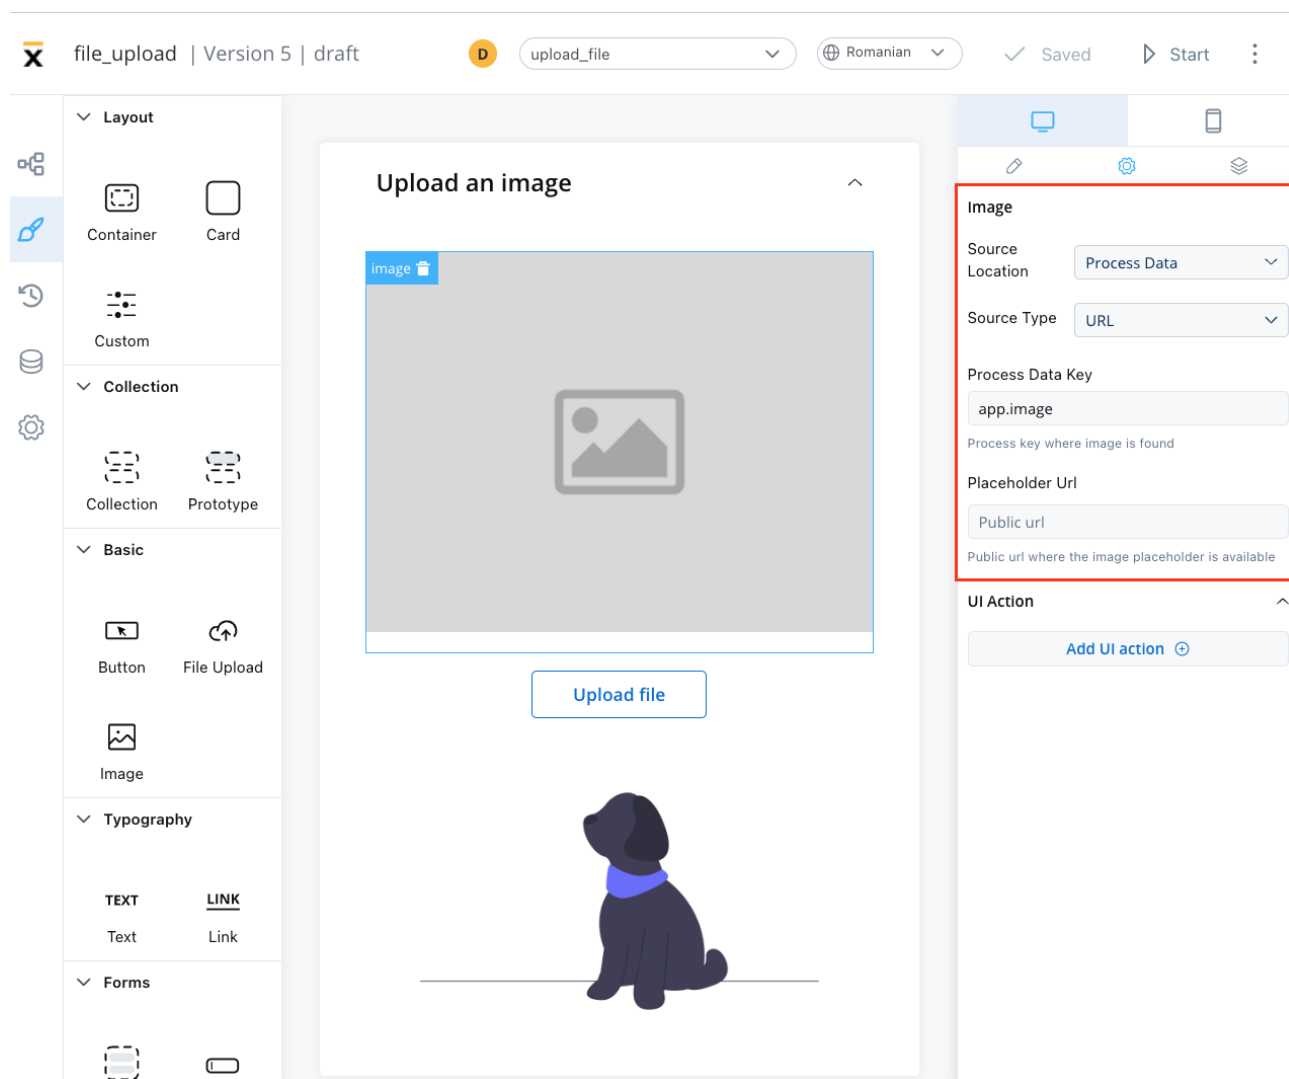 file_upload | Version 5 | draft
D
upload_file
Romanian
Saved
Start
Layout
Container
Card
Custom
Collection
Collection
Prototype
Basic
Button
File Upload
Image
Typography
TEXT
LINK
Text
Link
Forms
Upload an image
image
Upload file
Image
Source
Location
Process Data
Source Type
URL
Process Data Key
app.image
Process key where image is found
Placeholder Url
Public url
Public url where the image placeholder is available
UI Action
Add UI action